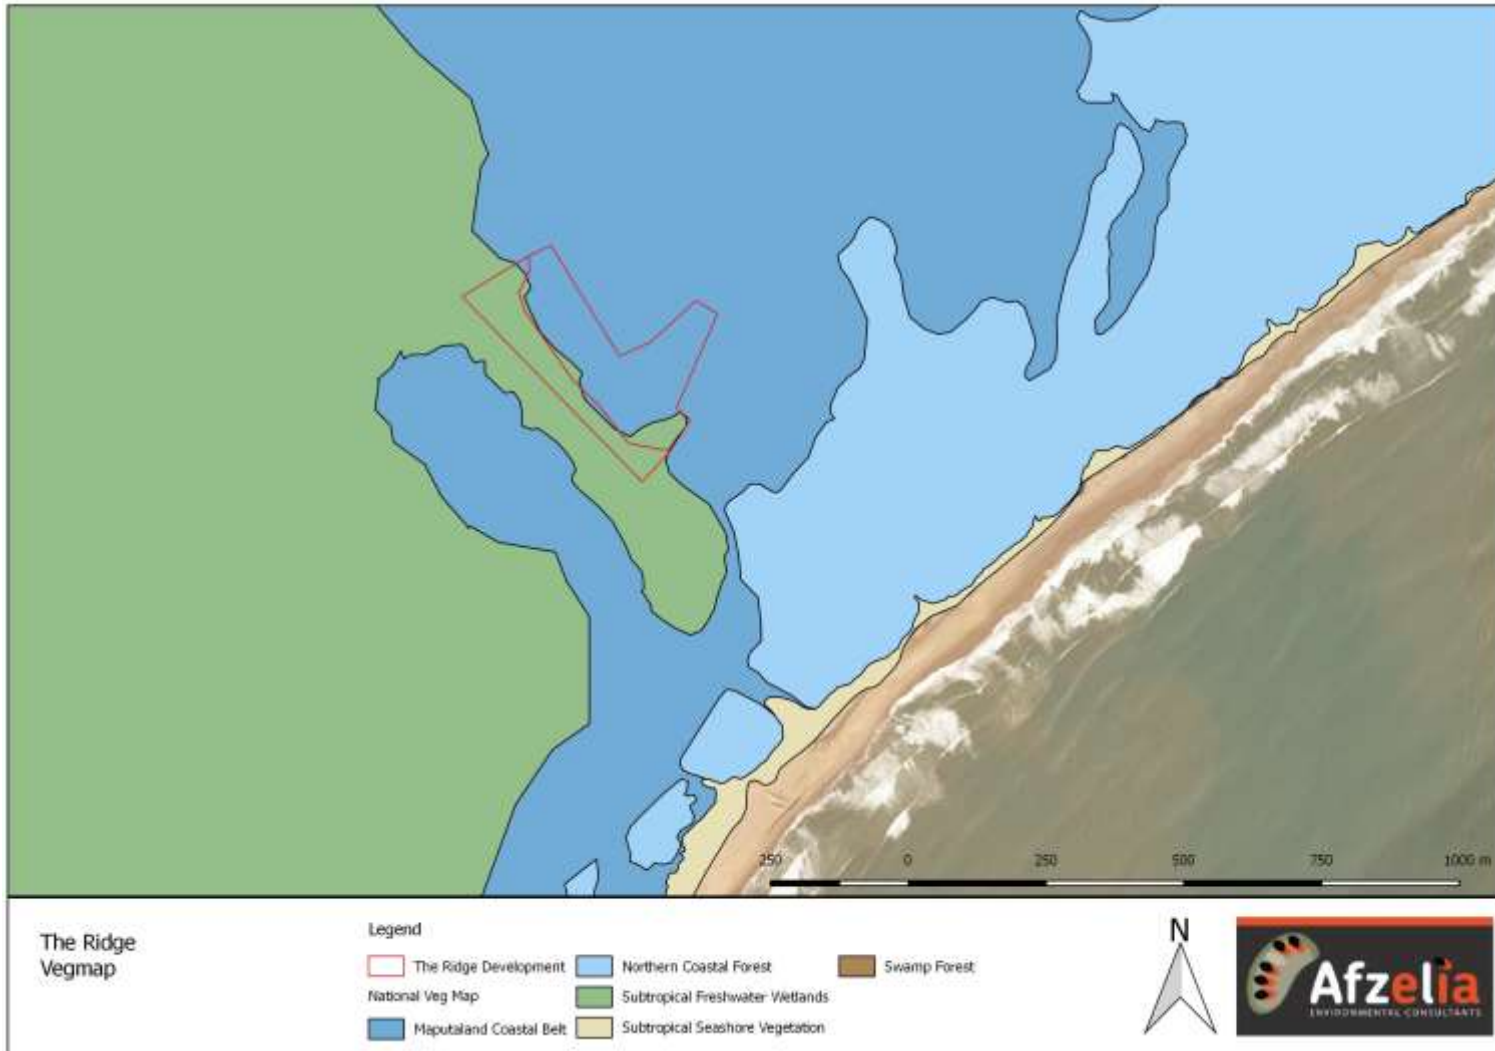 250 0 250 500 750 1000 m
The Ridge
Vegmap
Legend
The Ridge Development
National Veg Map
Maputaland Coastal Belt
Northern Coastal Forest
Subtropical Freshwater Wetlands
Subtropical Seashore Vegetation
Swamp Forest
N
Afzelia
ENVIRONMENTAL CONSULTANTS